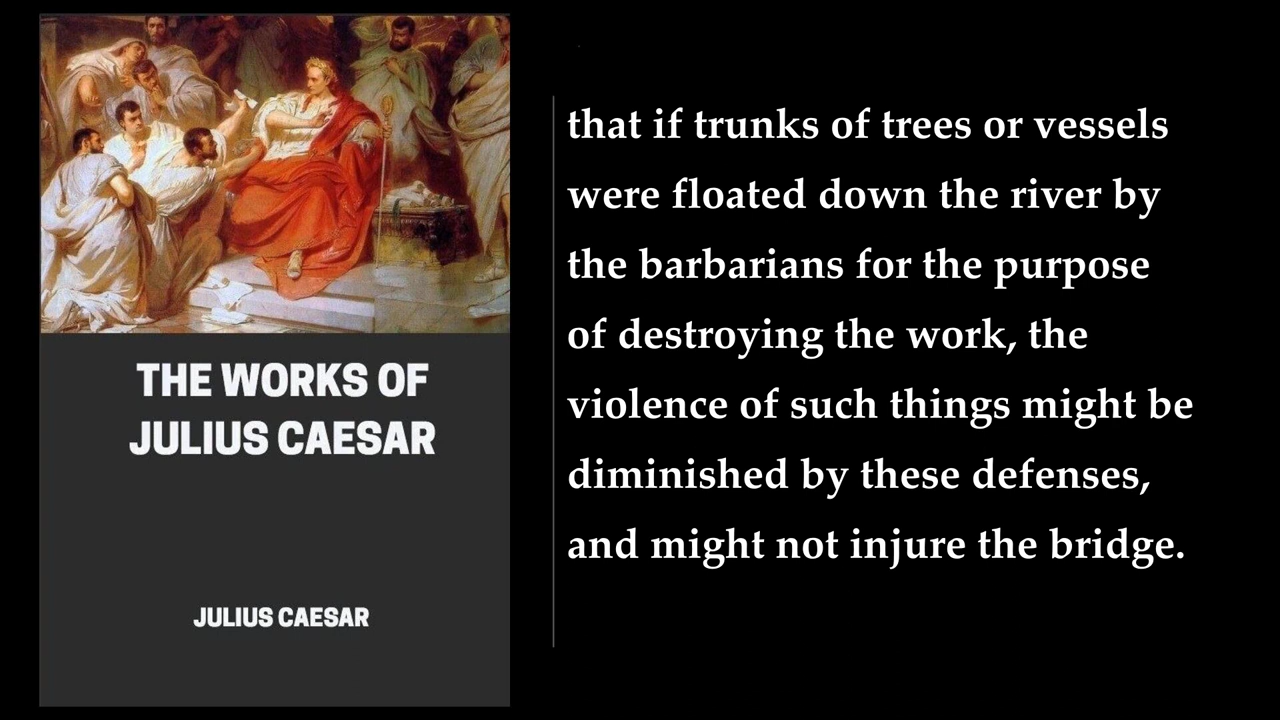 THE WORKS OF
JULIUS CAESAR
JULIUS CAESAR
that if trunks of trees or vessels
were floated down the river by
the barbarians for the purpose
of destroying the work, the
violence of such things might be
diminished by these defenses,
and might not injure the bridge.